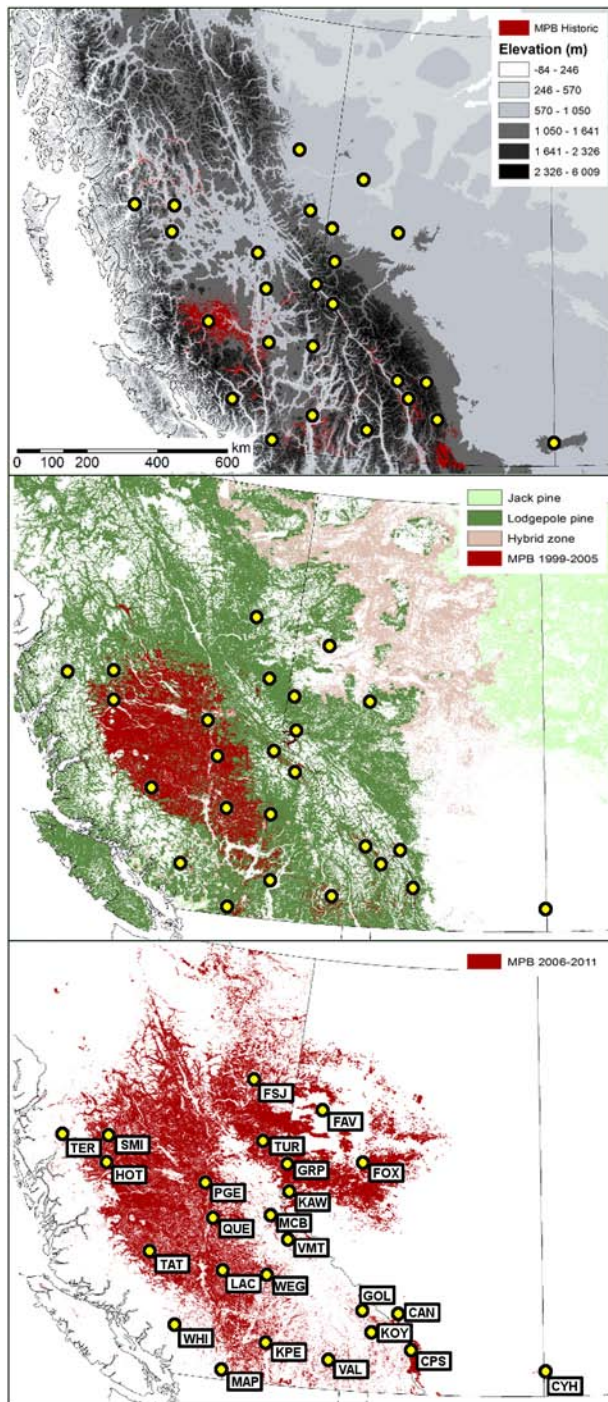 MPB Historic
Elevation (m)
-84 - 246
246 - 570
570 - 1 050
1 050 - 1 641
1 641 - 2 326
2 326 - 6 009
0 100 200 400 600
km
Jack pine
Lodgepole pine
Hybrid zone
MPB 1999-2005
MPB 2006-2011
FSJ
FAV
TER
SMI
TUR
HOT
GRP
FOX
PGE
KAW
QUE
MCB
VMT
TAT
LAC
WEG
GOL
CAN
WHI
KOY
KPE
CPS
VAL
MAP
CYH